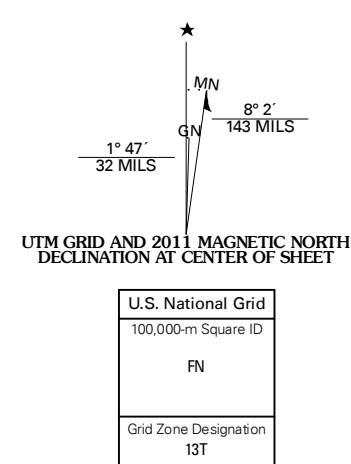 ★
MN
GN
8° 2´
143 MILS
1° 47´
32 MILS
UTM GRID AND 2011 MAGNETIC NORTH
DECLINATION AT CENTER OF SHEET
U.S. National Grid
100,000-m Square ID
FN
Grid Zone Designation
13T